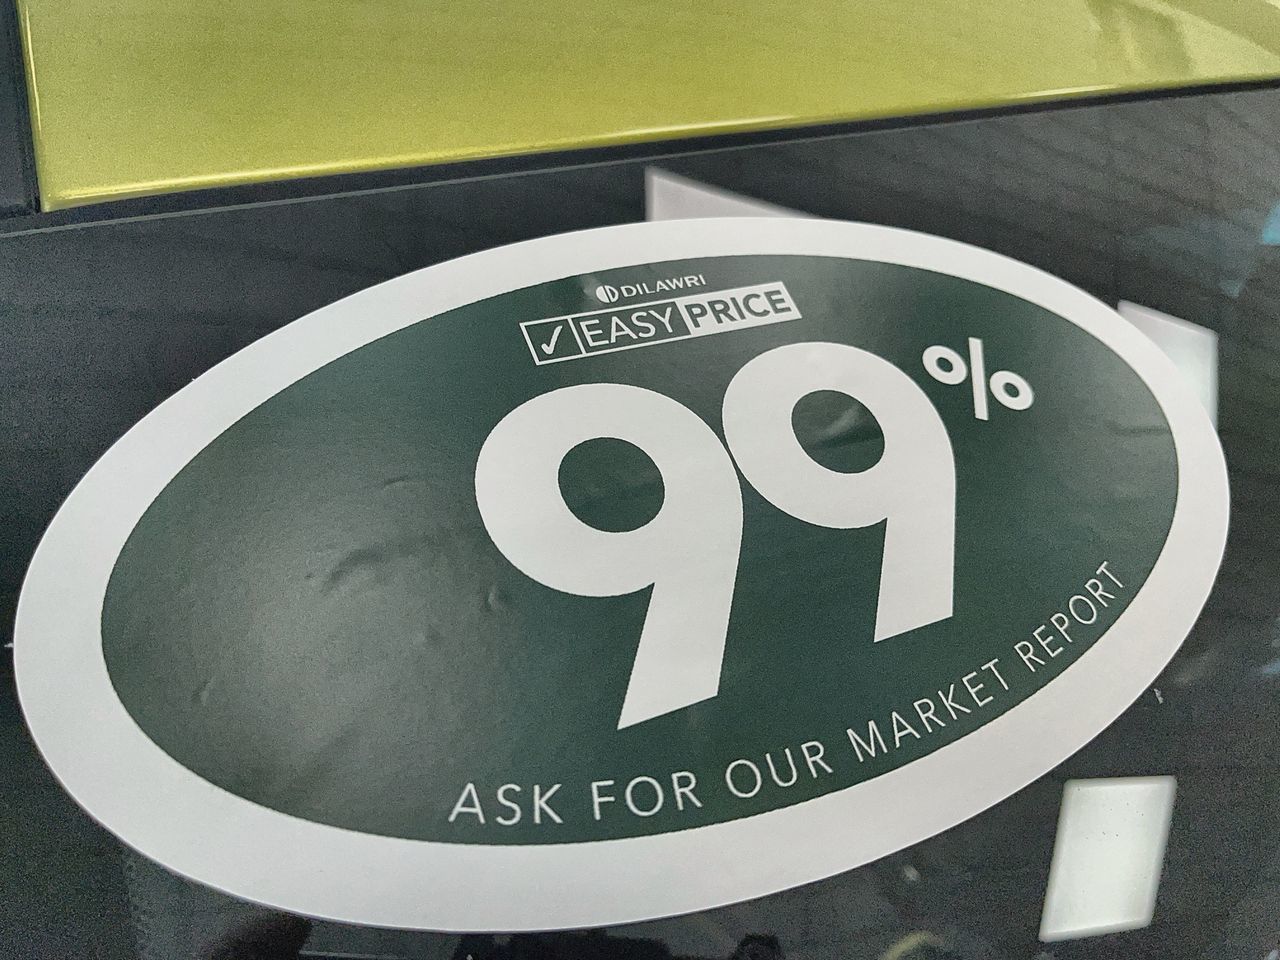 DILAWRI
✓ EASY PRICE
99%
ASK FOR OUR MARKET REPORT